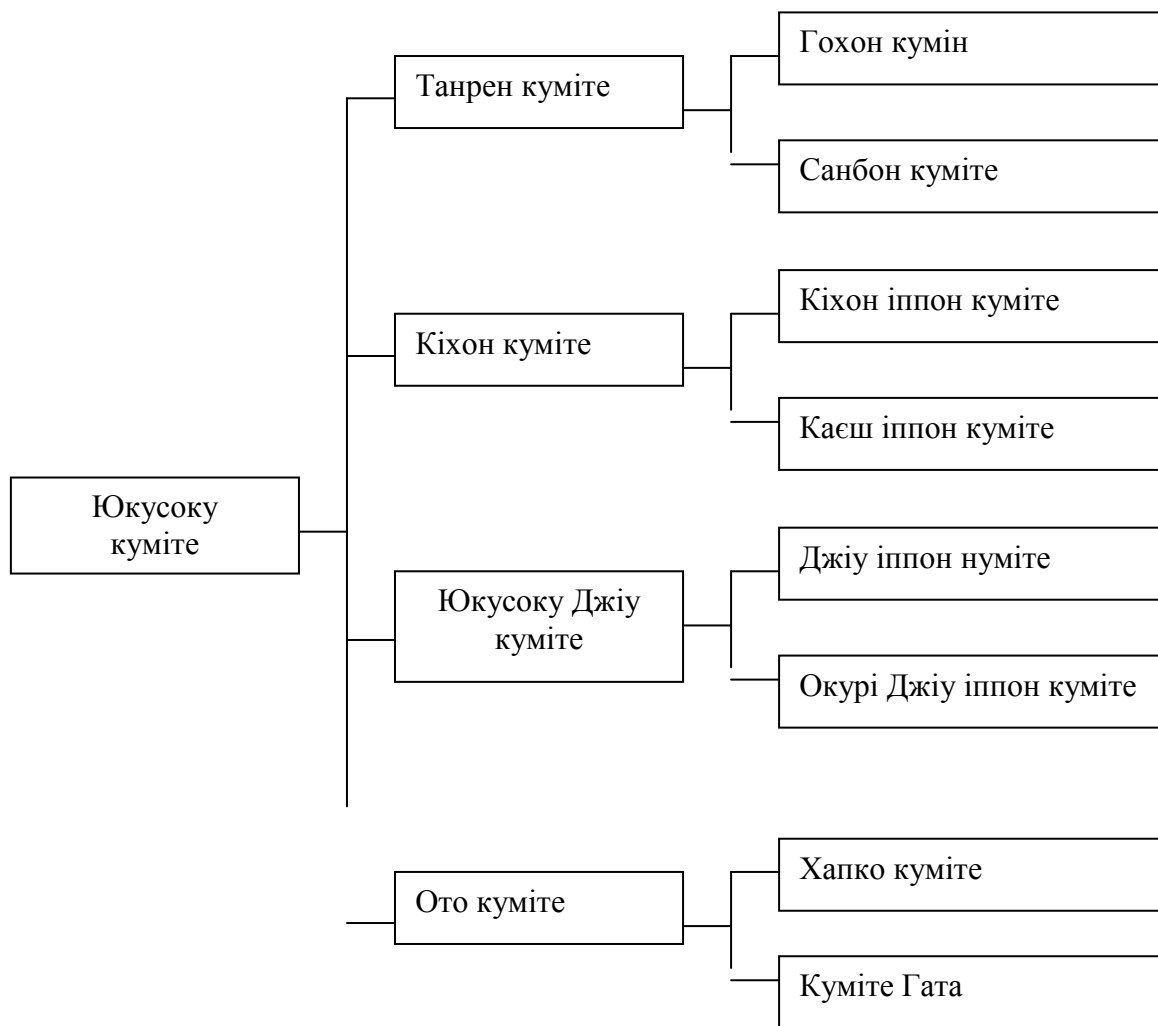 Гохон кумін
Танрен куміте
Санбон куміте
Кіхон іппон куміте
Кіхон куміте
Каєш іппон куміте
Юкусоку
куміте
Джіу іппон нуміте
Юкусоку Джіу
куміте
Окурі Джіу іппон куміте
Хапко куміте
Ото куміте
Куміте Гата